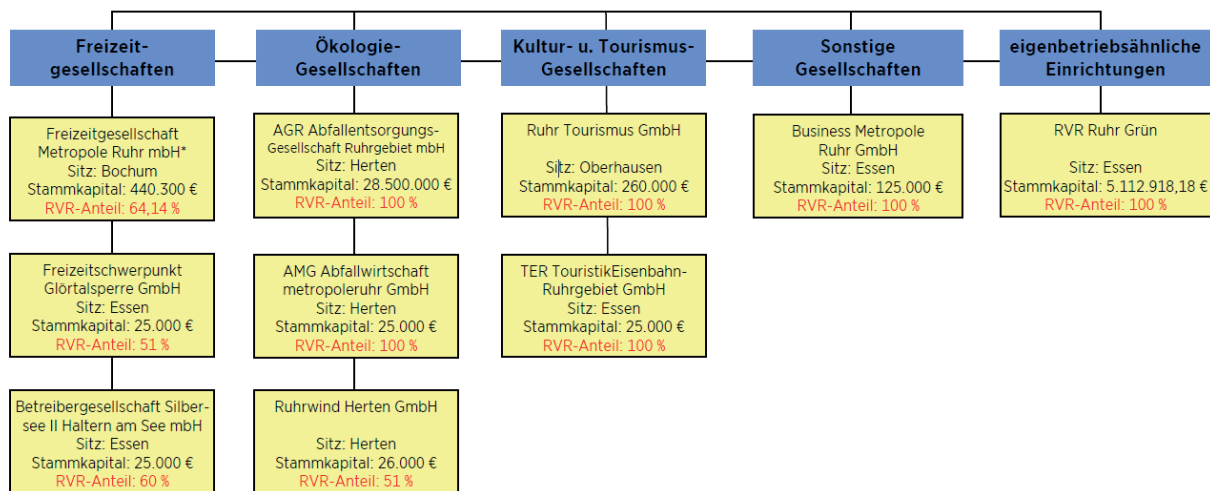 Freizeit-
gesellschaften
Ökologie-
Gesellschaften
Kultur- u. Tourismus-
Gesellschaften
Sonstige
Gesellschaften
eigenbetriebsähnliche
Einrichtungen
Freizeitgesellschaft
Metropole Ruhr mbH*
Sitz: Bochum
Stammkapital: 440.300 €
RVR-Anteil: 64,14 %
AGR Abfallentsorgungs-
Gesellschaft Ruhrgebiet mbH
Sitz: Herten
Stammkapital: 28.500.000 €
RVR-Anteil: 100 %
Ruhr Tourismus GmbH
Sitz: Oberhausen
Stammkapital: 260.000 €
RVR-Anteil: 100 %
Business Metropole
Ruhr GmbH
Sitz: Essen
Stammkapital: 125.000 €
RVR-Anteil: 100 %
RVR Ruhr Grün
Sitz: Essen
Stammkapital: 5.112.918,18 €
RVR-Anteil: 100 %
Freizeitschwerpunkt
Glörtalsperre GmbH
Sitz: Essen
Stammkapital: 25.000 €
RVR-Anteil: 51 %
AMG Abfallwirtschaft
metropoleruhr GmbH
Sitz: Herten
Stammkapital: 25.000 €
RVR-Anteil: 100 %
TER TouristikEisenbahn-
Ruhrgebiet GmbH
Sitz: Essen
Stammkapital: 25.000 €
RVR-Anteil: 100 %
Betreibergesellschaft Silber-
see II Haltern am See mbH
Sitz: Essen
Stammkapital: 25.000 €
RVR-Anteil: 60 %
Ruhrwind Herten GmbH
Sitz: Herten
Stammkapital: 26.000 €
RVR-Anteil: 51 %